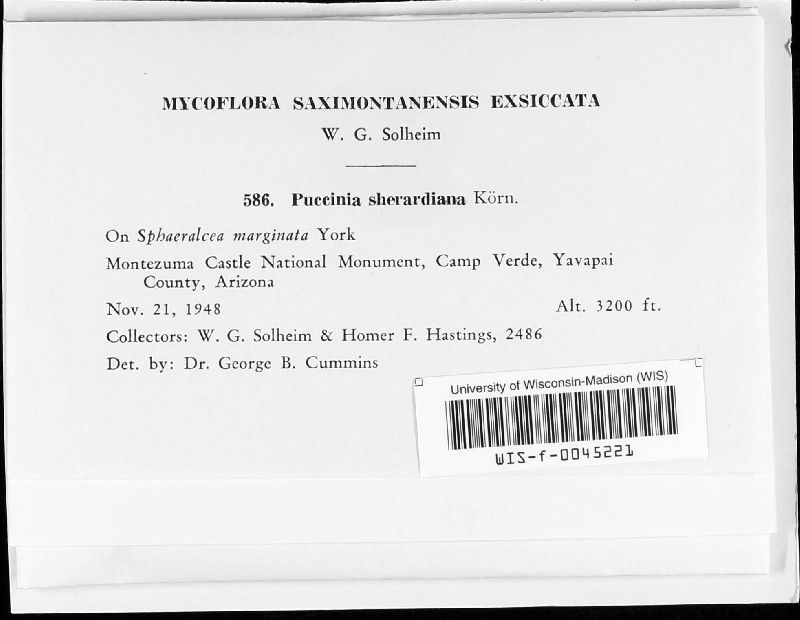 MYCOFLORA SAXIMONTANENSIS EXSICCATA
W. G. Solheim
586. Puccinia sherardiana Körn.
On Sphaeralcea marginata York
Montezuma Castle National Monument, Camp Verde, Yavapai
County, Arizona
Nov. 21, 1948 Alt. 3200 ft.
Collectors: W. G. Solheim & Homer F. Hastings, 2486
Det. by: Dr. George B. Cummins
University of Wisconsin-Madison (WIS)
WIS-f-0045221